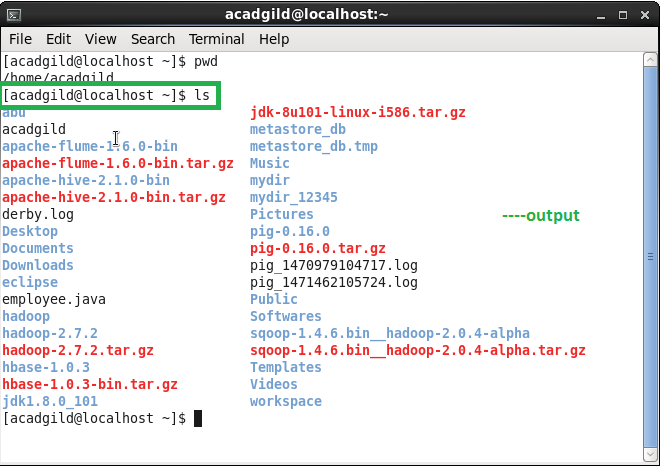 acadgild@localhost:~
File Edit View Search Terminal Help
[acadgild@localhost ~]$ pwd
/home/acadgild
[acadgild@localhost ~]$ ls
abu jdk-8u101-linux-i586.tar.gz
acadgild metastore_db
apache-flume-1.6.0-bin metastore_db.tmp
apache-flume-1.6.0-bin.tar.gz Music
apache-hive-2.1.0-bin mydir
apache-hive-2.1.0-bin.tar.gz mydir_12345
derby.log Pictures ----output
Desktop pig-0.16.0
Documents pig-0.16.0.tar.gz
Downloads pig_1470979104717.log
eclipse pig_1471462105724.log
employee.java Public
hadoop Softwares
hadoop-2.7.2 sqoop-1.4.6.bin__hadoop-2.0.4-alpha
hadoop-2.7.2.tar.gz sqoop-1.4.6.bin__hadoop-2.0.4-alpha.tar.gz
hbase-1.0.3 Templates
hbase-1.0.3-bin.tar.gz Videos
jdk1.8.0_101 workspace
[acadgild@localhost ~]$